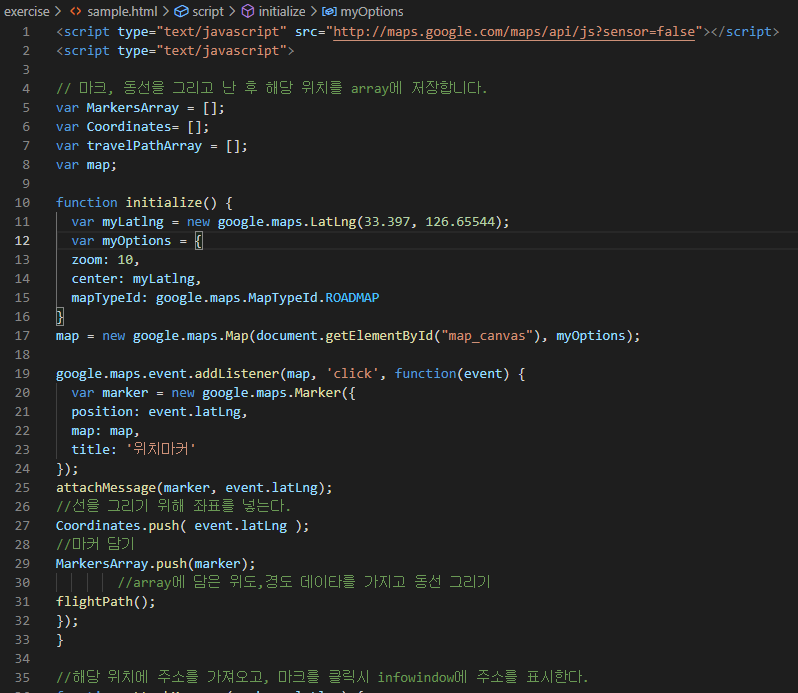 exercise > <> sample.html > script > initialize > myOptions
1 <script type="text/javascript" src="http://maps.google.com/maps/api/js?sensor=false"></script>
2 <script type="text/javascript">
3
4 // 마크, 동선을 그리고 난 후 해당 위치를 array에 저장합니다.
5 var MarkersArray = [];
6 var Coordinates= [];
7 var travelPathArray = [];
8 var map;
9
10 function initialize() {
11 var myLatlng = new google.maps.LatLng(33.397, 126.65544);
12 var myOptions = {
13 zoom: 10,
14 center: myLatlng,
15 mapTypeId: google.maps.MapTypeId.ROADMAP
16 }
17 map = new google.maps.Map(document.getElementById("map_canvas"), myOptions);
18
19 google.maps.event.addListener(map, 'click', function(event) {
20 var marker = new google.maps.Marker({
21 position: event.latLng,
22 map: map,
23 title: '위치마커'
24 });
25 attachMessage(marker, event.latLng);
26 //선을 그리기 위해 좌표를 넣는다.
27 Coordinates.push( event.latLng );
28 //마커 담기
29 MarkersArray.push(marker);
30 //array에 담은 위도,경도 데이타를 가지고 동선 그리기
31 flightPath();
32 });
33 }
34
35 //해당 위치에 주소를 가져오고, 마크를 클릭시 infowindow에 주소를 표시한다.